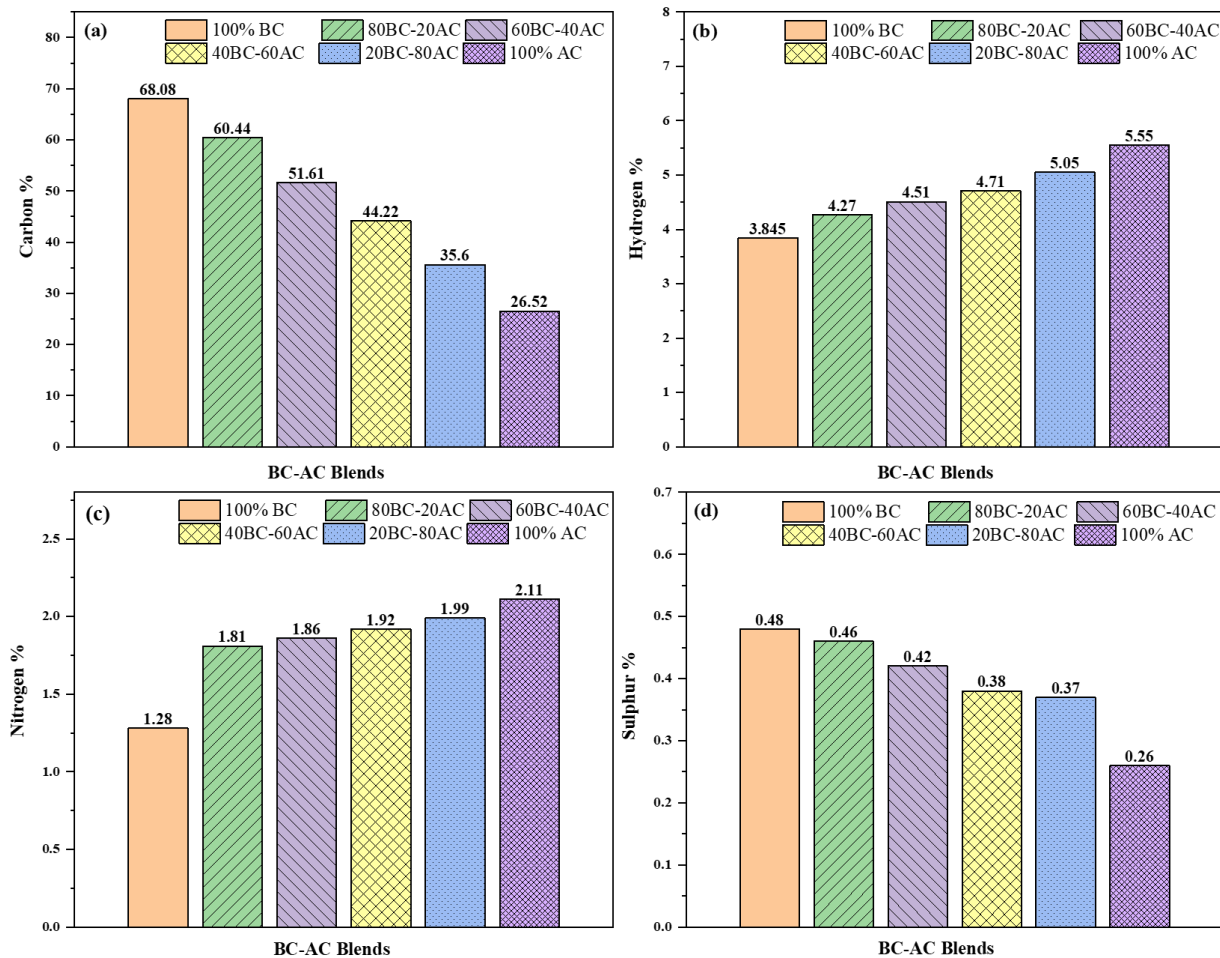 (a)
100% BC 80BC-20AC 60BC-40AC
40BC-60AC 20BC-80AC 100% AC
80
70
60
50
40
30
20
10
0
Carbon %
68.08
60.44
51.61
44.22
35.6
26.52
BC-AC Blends
(b)
100% BC 80BC-20AC 60BC-40AC
40BC-60AC 20BC-80AC 100% AC
8
7
6
5
4
3
2
1
0
Hydrogen %
3.845
4.27
4.51
4.71
5.05
5.55
BC-AC Blends
(c)
100% BC 80BC-20AC 60BC-40AC
40BC-60AC 20BC-80AC 100% AC
2.5
2.0
1.5
1.0
0.5
0.0
Nitrogen %
1.28
1.81
1.86
1.92
1.99
2.11
BC-AC Blends
(d)
100% BC 80BC-20AC 60BC-40AC
40BC-60AC 20BC-80AC 100% AC
0.7
0.6
0.5
0.4
0.3
0.2
0.1
0.0
Sulphur %
0.48
0.46
0.42
0.38
0.37
0.26
BC-AC Blends